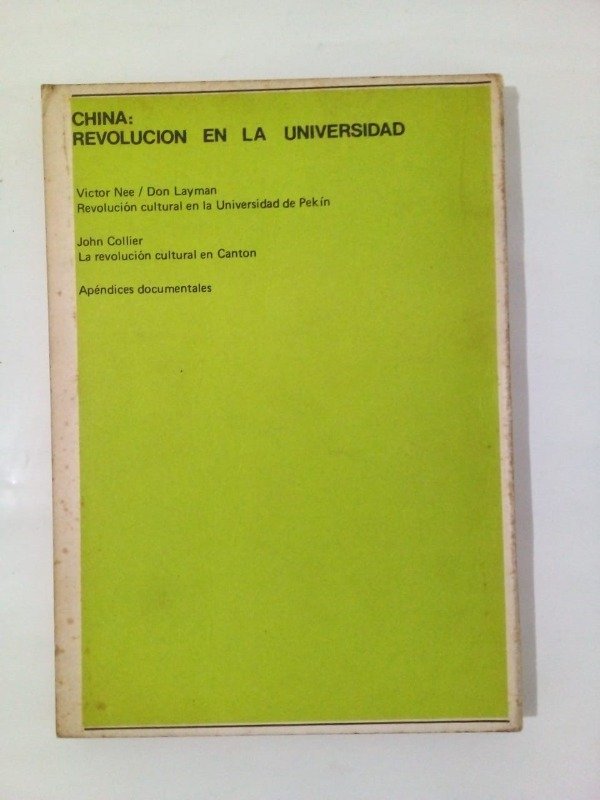 CHINA:
REVOLUCION EN LA UNIVERSIDAD
Victor Nee / Don Layman
Revolución cultural en la Universidad de Pekín
John Collier
La revolución cultural en Canton
Apéndices documentales